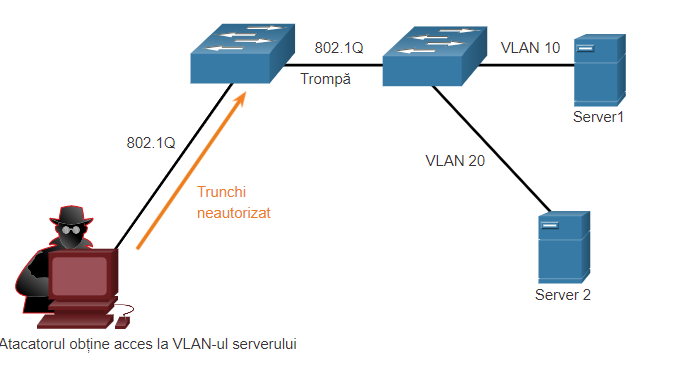 802.1Q
VLAN 10
Trompă
Server1
802.1Q
VLAN 20
Trunchi
neautorizat
Server 2
Atacatorul obține acces la VLAN-ul serverului